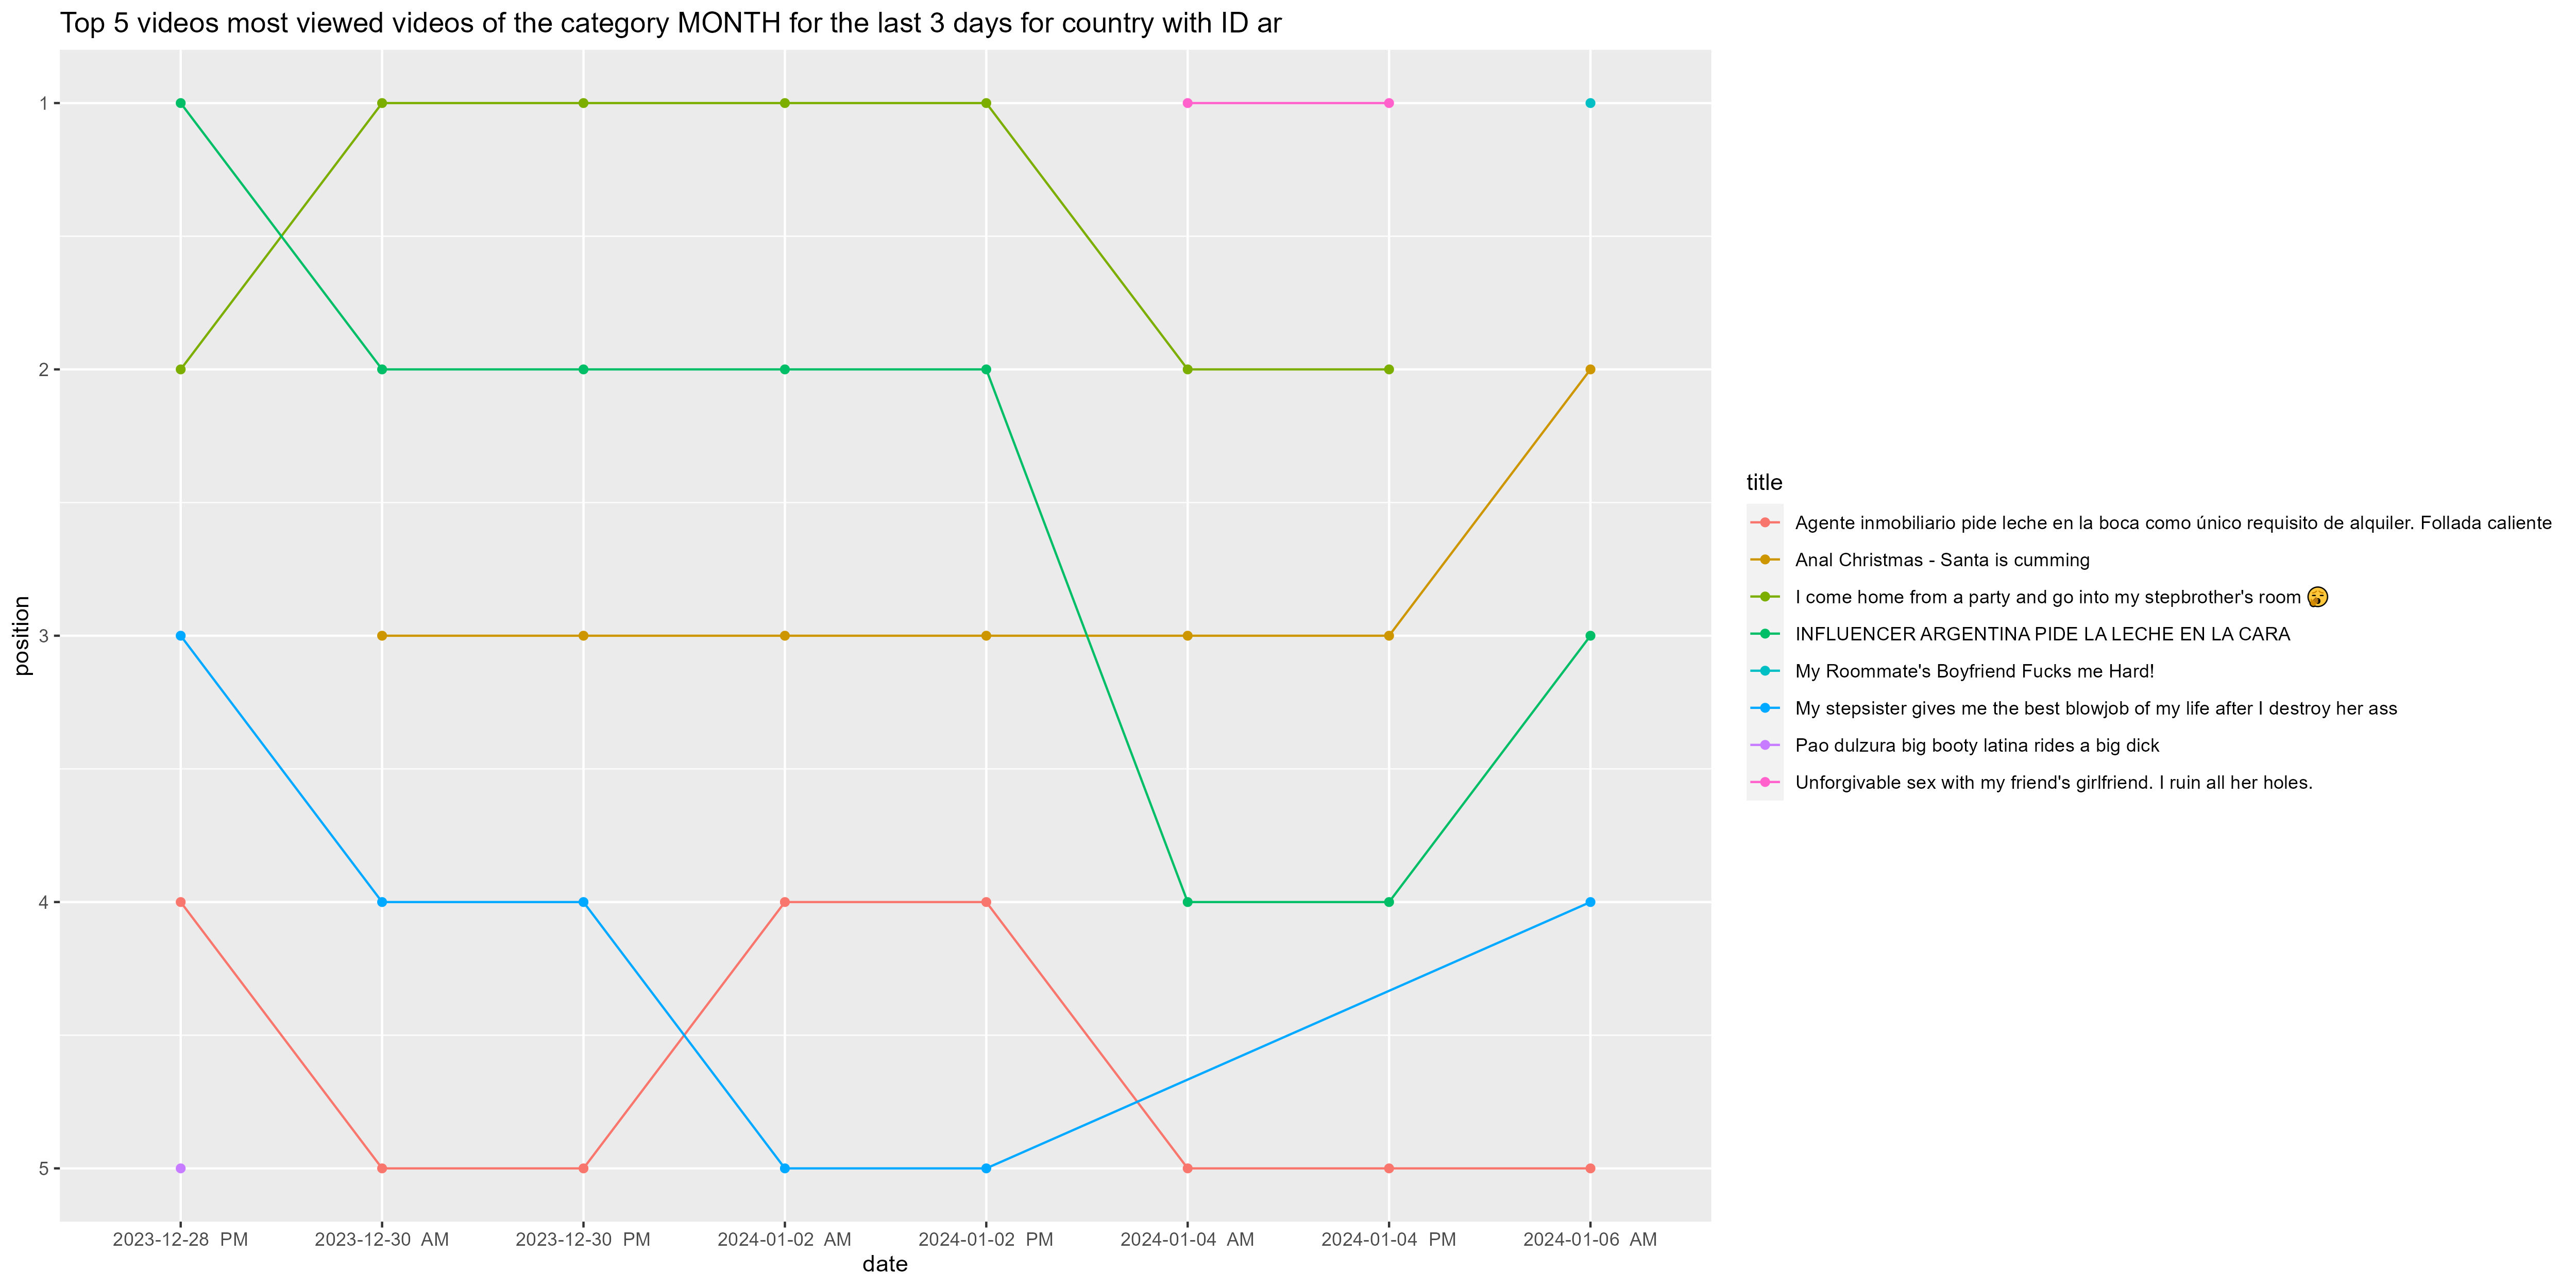 Top 5 videos most viewed videos of the category MONTH for the last 3 days for country with ID ar
position
1
2
3
4
5
2023-12-28 PM
2023-12-30 AM
2023-12-30 PM
2024-01-02 AM
2024-01-02 PM
2024-01-04 AM
2024-01-04 PM
2024-01-06 AM
date
title
Agente inmobiliario pide leche en la boca como único requisito de alquiler. Follada caliente
Anal Christmas - Santa is cumming
I come home from a party and go into my stepbrother's room 🥱
INFLUENCER ARGENTINA PIDE LA LECHE EN LA CARA
My Roommate's Boyfriend Fucks me Hard!
My stepsister gives me the best blowjob of my life after I destroy her ass
Pao dulzura big booty latina rides a big dick
Unforgivable sex with my friend's girlfriend. I ruin all her holes.